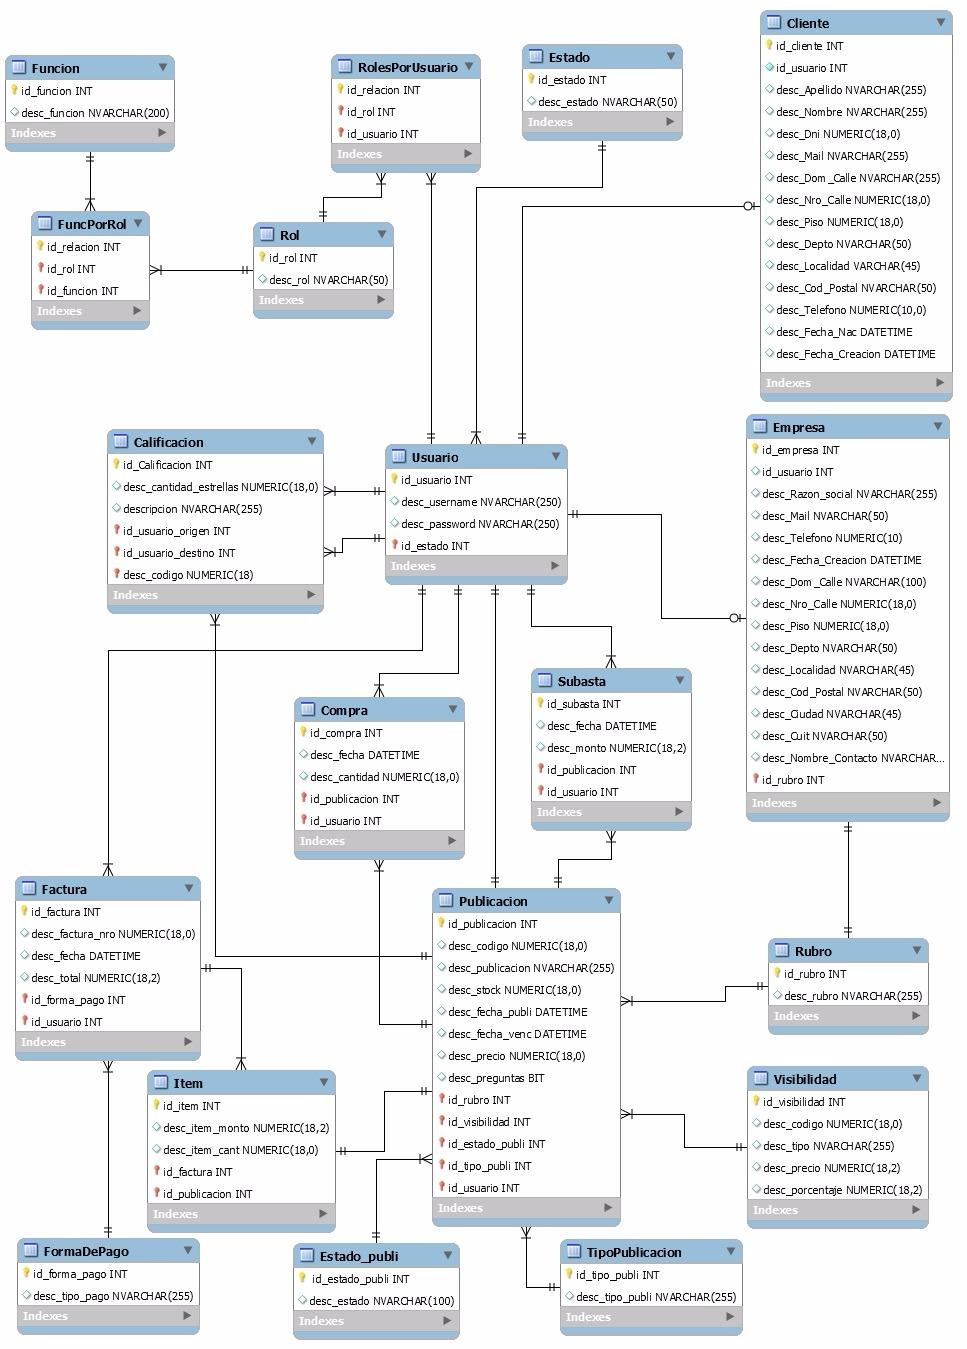 Funcion
id_funcion INT
desc_funcion NVARCHAR(200)
Indexes
RolesPorUsuario
id_relacion INT
id_rol INT
id_usuario INT
Indexes
Estado
id_estado INT
desc_estado NVARCHAR(50)
Indexes
Cliente
id_cliente INT
id_usuario INT
desc_Apellido NVARCHAR(255)
desc_Nombre NVARCHAR(255)
desc_Dni NUMERIC(18,0)
desc_Mail NVARCHAR(255)
desc_Dom_Calle NVARCHAR(255)
desc_Nro_Calle NUMERIC(18,0)
desc_Piso NUMERIC(18,0)
desc_Depto NVARCHAR(50)
desc_Localidad VARCHAR(45)
desc_Cod_Postal NVARCHAR(50)
desc_Telefono NUMERIC(10,0)
desc_Fecha_Nac DATETIME
desc_Fecha_Creacion DATETIME
Indexes
FuncPorRol
id_relacion INT
id_rol INT
id_funcion INT
Indexes
Rol
id_rol INT
desc_rol NVARCHAR(50)
Indexes
Calificacion
id_Calificacion INT
desc_cantidad_estrellas NUMERIC(18,0)
descripcion NVARCHAR(255)
id_usuario_origen INT
id_usuario_destino INT
desc_codigo NUMERIC(18)
Indexes
Usuario
id_usuario INT
desc_username NVARCHAR(250)
desc_password NVARCHAR(250)
id_estado INT
Indexes
Empresa
id_empresa INT
id_usuario INT
desc_Razon_social NVARCHAR(255)
desc_Mail NVARCHAR(50)
desc_Telefono NUMERIC(10)
desc_Fecha_Creacion DATETIME
desc_Dom_Calle NVARCHAR(100)
desc_Nro_Calle NUMERIC(18,0)
desc_Piso NUMERIC(18,0)
desc_Depto NVARCHAR(50)
desc_Localidad NVARCHAR(45)
desc_Cod_Postal NVARCHAR(50)
desc_Ciudad NVARCHAR(45)
desc_Cuit NVARCHAR(50)
desc_Nombre_Contacto NVARCHAR...
id_rubro INT
Indexes
Compra
id_compra INT
desc_fecha DATETIME
desc_cantidad NUMERIC(18,0)
id_publicacion INT
id_usuario INT
Indexes
Subasta
id_subasta INT
desc_fecha DATETIME
desc_monto NUMERIC(18,2)
id_publicacion INT
id_usuario INT
Indexes
Factura
id_factura INT
desc_factura_nro NUMERIC(18,0)
desc_fecha DATETIME
desc_total NUMERIC(18,2)
id_forma_pago INT
id_usuario INT
Indexes
Publicacion
id_publicacion INT
desc_codigo NUMERIC(18,0)
desc_publicacion NVARCHAR(255)
desc_stock NUMERIC(18,0)
desc_fecha_publi DATETIME
desc_fecha_venc DATETIME
desc_precio NUMERIC(18,0)
desc_preguntas BIT
id_rubro INT
id_visibilidad INT
id_estado_publi INT
id_tipo_publi INT
id_usuario INT
Indexes
Rubro
id_rubro INT
desc_rubro NVARCHAR(255)
Indexes
Item
id_item INT
desc_item_monto NUMERIC(18,2)
desc_item_cant NUMERIC(18,0)
id_factura INT
id_publicacion INT
Indexes
Visibilidad
id_visibilidad INT
desc_codigo NUMERIC(18,0)
desc_tipo NVARCHAR(255)
desc_precio NUMERIC(18,2)
desc_porcentaje NUMERIC(18,2)
Indexes
FormaDePago
id_forma_pago INT
desc_tipo_pago NVARCHAR(255)
Indexes
Estado_publi
id_estado_publi INT
desc_estado NVARCHAR(100)
Indexes
TipoPublicacion
id_tipo_publi INT
desc_tipo_publi NVARCHAR(255)
Indexes